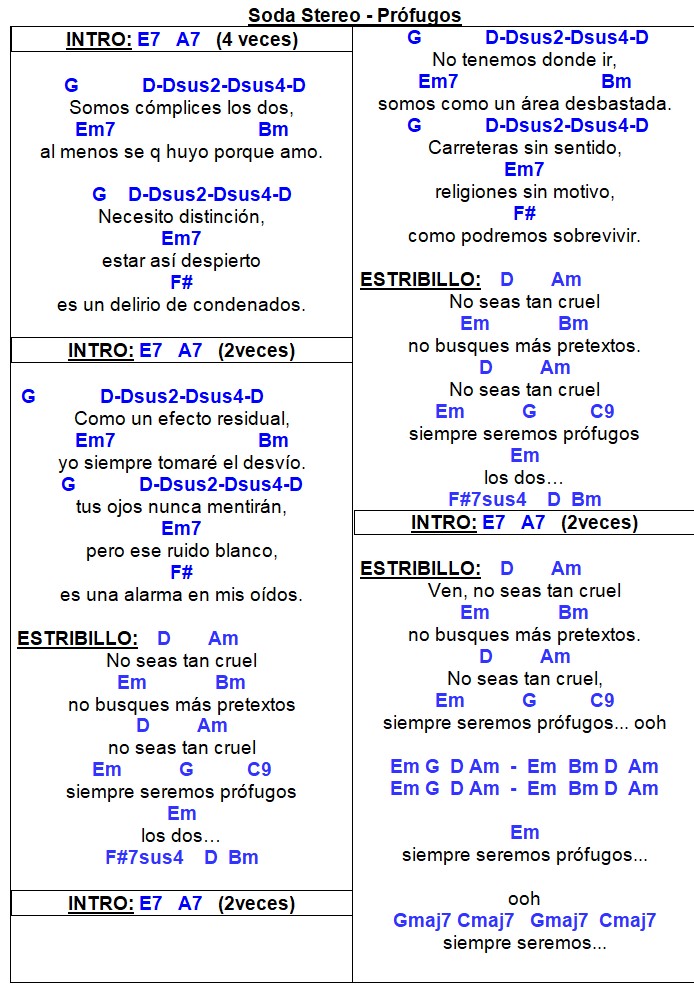 Soda Stereo - Prófugos
INTRO: E7 A7 (4 veces)
G D-Dsus2-Dsus4-D
Somos cómplices los dos,
Em7 Bm
al menos se q huyo porque amo.
G D-Dsus2-Dsus4-D
Necesito distinción,
Em7
estar así despierto
F#
es un delirio de condenados.
INTRO: E7 A7 (2veces)
G D-Dsus2-Dsus4-D
Como un efecto residual,
Em7 Bm
yo siempre tomaré el desvío.
G D-Dsus2-Dsus4-D
tus ojos nunca mentirán,
Em7
pero ese ruido blanco,
F#
es una alarma en mis oídos.
ESTRIBILLO: D Am
No seas tan cruel
Em Bm
no busques más pretextos
D Am
no seas tan cruel
Em G C9
siempre seremos prófugos
Em
los dos…
F#7sus4 D Bm
INTRO: E7 A7 (2veces)
G D-Dsus2-Dsus4-D
No tenemos donde ir,
Em7 Bm
somos como un área desbastada.
G D-Dsus2-Dsus4-D
Carreteras sin sentido,
Em7
religiones sin motivo,
F#
como podremos sobrevivir.
ESTRIBILLO: D Am
No seas tan cruel
Em Bm
no busques más pretextos.
D Am
No seas tan cruel
Em G C9
siempre seremos prófugos
Em
los dos…
F#7sus4 D Bm
INTRO: E7 A7 (2veces)
ESTRIBILLO: D Am
Ven, no seas tan cruel
Em Bm
no busques más pretextos.
D Am
No seas tan cruel,
Em G C9
siempre seremos prófugos... ooh
Em G D Am - Em Bm D Am
Em G D Am - Em Bm D Am
Em
siempre seremos prófugos...
ooh
Gmaj7 Cmaj7 Gmaj7 Cmaj7
siempre seremos...